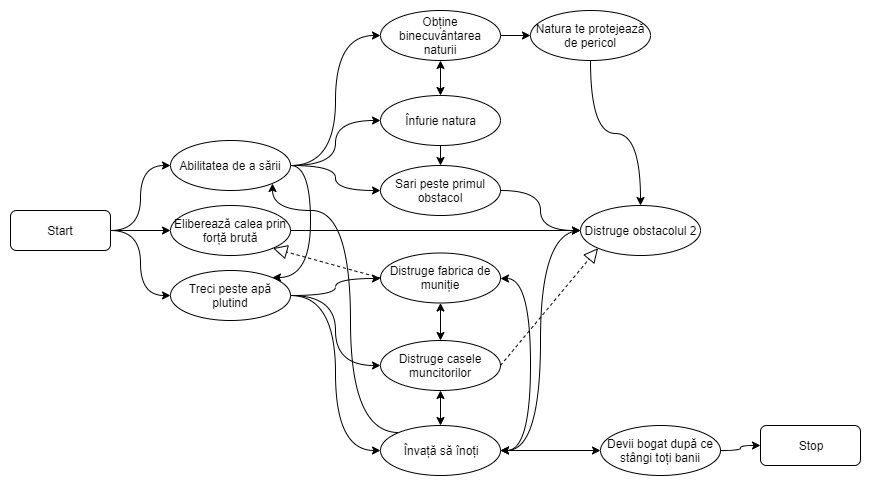 Obține
binecuvântarea
naturii
Natura te protejează
de pericol
Înfurie natura
Abilitatea de a sării
Sari peste primul
obstacol
Start
Eliberează calea prin
forță brută
Distruge obstacolul 2
Distruge fabrica de
muniție
Treci peste apă
plutind
Distruge casele
muncitorilor
Învață să înoți
Devii bogat după ce
stângi toți banii
Stop